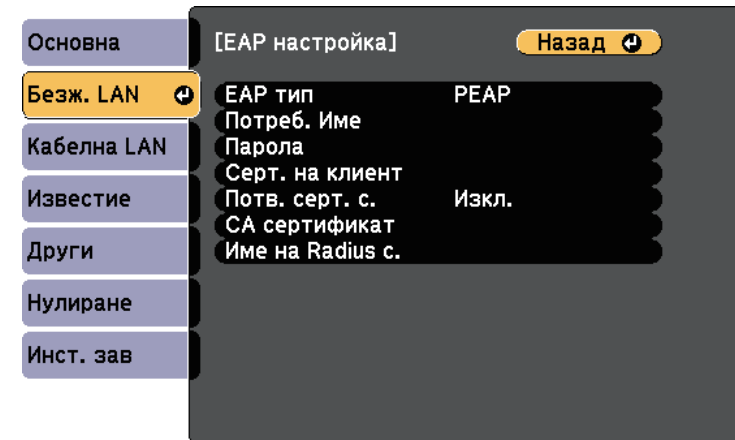 Основна
Безж. LAN
Кабелна LAN
Известие
Други
Нулиране
Инст. зав
[EAP настройка]
Назад
EAP тип PEAP
Потреб. Име
Парола
Серт. на клиент
Потв. серт. с. Изкл.
CA сертификат
Име на Radius с.